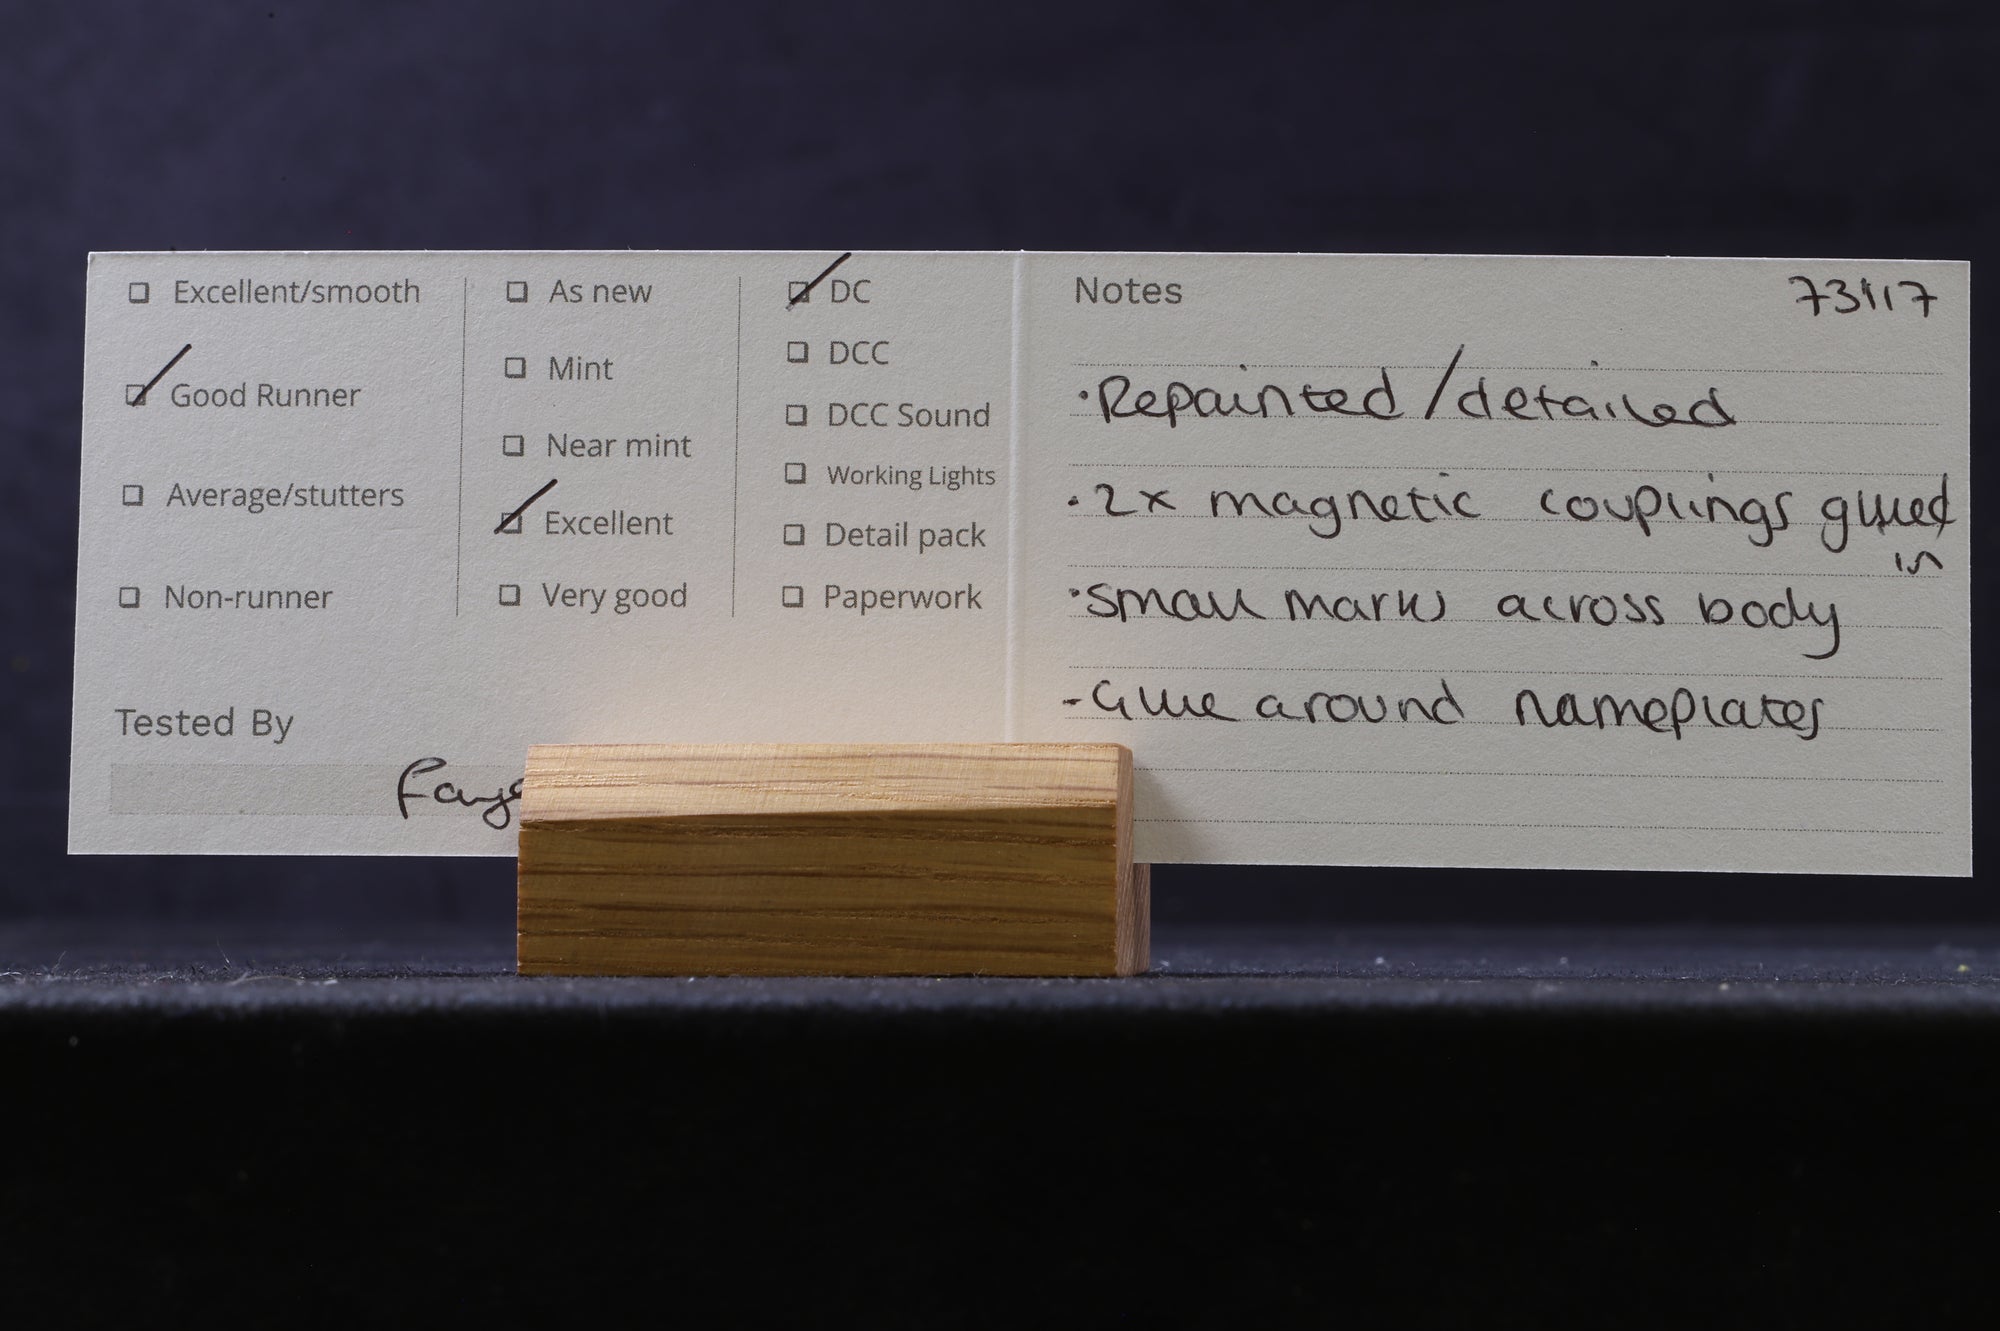 Excellent/smooth
Good Runner
Average/stutters
Non-runner
As new
Mint
Near mint
Excellent
Very good
DC
DCC
DCC Sound
Working Lights
Detail pack
Paperwork
Tested By
Faye
Notes
73117
• Repainted / detailed
• 2x magnetic couplings glued
in
• small marks across body
- Glue around nameplates